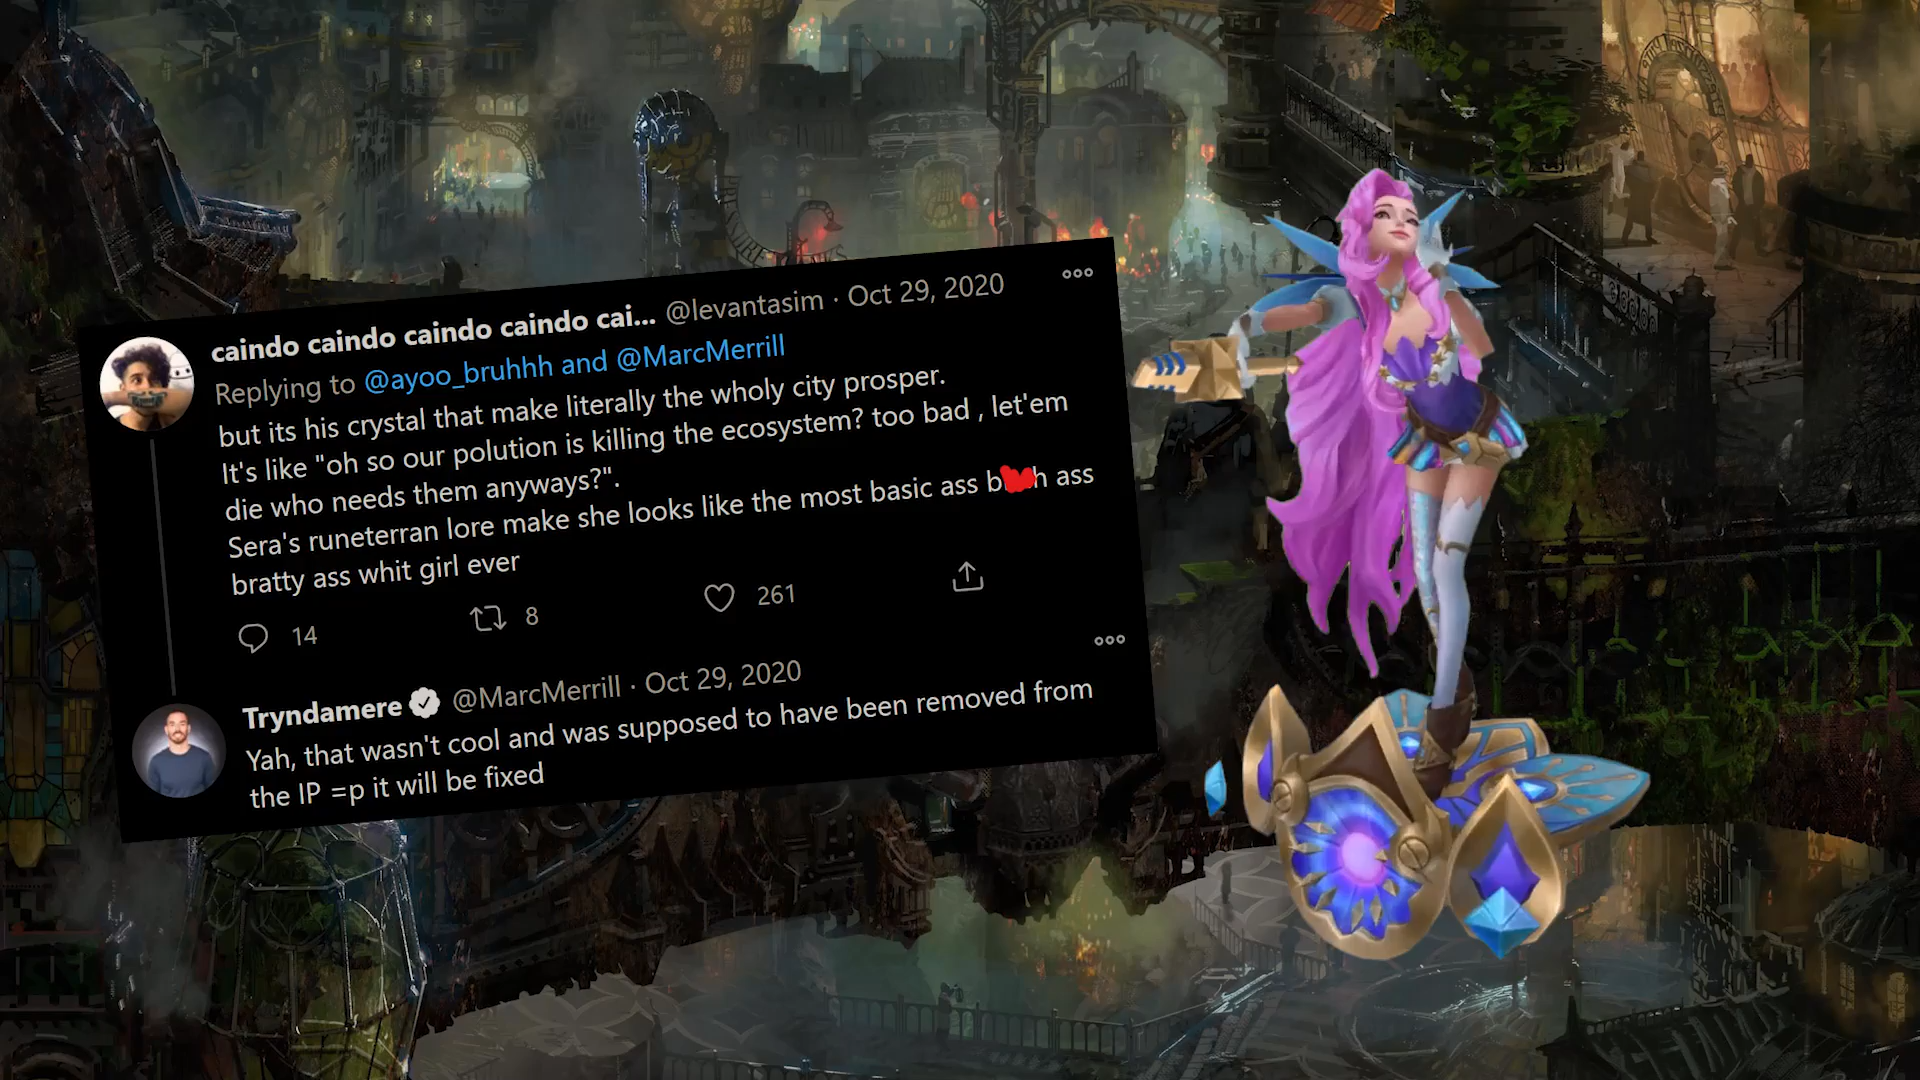 caindo caindo caindo caindo cai... @levantasim · Oct 29, 2020
Replying to @ayoo_bruhhh and @MarcMerrill
but its his crystal that make literally the wholy city prosper.
It's like "oh so our polution is killing the ecosystem? too bad , let'em
die who needs them anyways?".
Sera's runeterran lore make she looks like the most basic ass b h ass
bratty ass whit girl ever
14 8 261
Tryndamere @MarcMerrill · Oct 29, 2020
Yah, that wasn't cool and was supposed to have been removed from
the IP =p it will be fixed